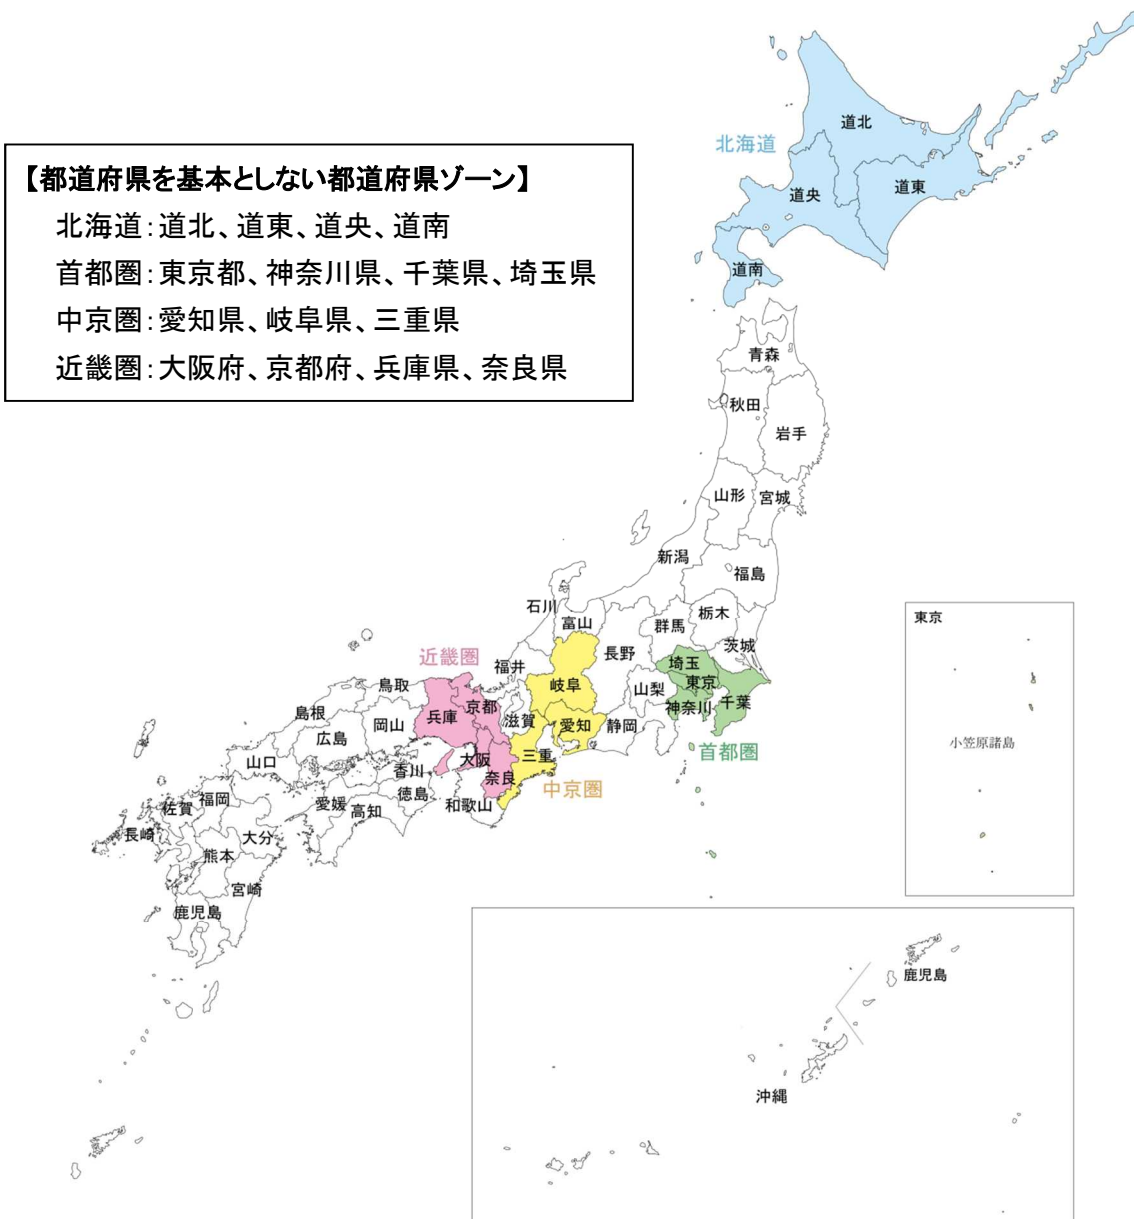 【都道府県を基本としない都道府県ゾーン】
北海道：道北、道東、道央、道南
首都圏：東京都、神奈川県、千葉県、埼玉県
中京圏：愛知県、岐阜県、三重県
近畿圏：大阪府、京都府、兵庫県、奈良県
北海道
道北
道東
道央
道南
青森
秋田
岩手
山形
宮城
新潟
福島
石川
富山
群馬
栃木
茨城
長野
近畿圏
福井
岐阜
埼玉
東京
山梨
神奈川
千葉
首都圏
鳥取
兵庫
京都
滋賀
愛知
静岡
島根
岡山
広島
山口
大阪
三重
奈良
中京圏
香川
徳島
和歌山
愛媛
高知
福岡
佐賀
長崎
大分
熊本
宮崎
鹿児島
東京
小笠原諸島
鹿児島
沖縄